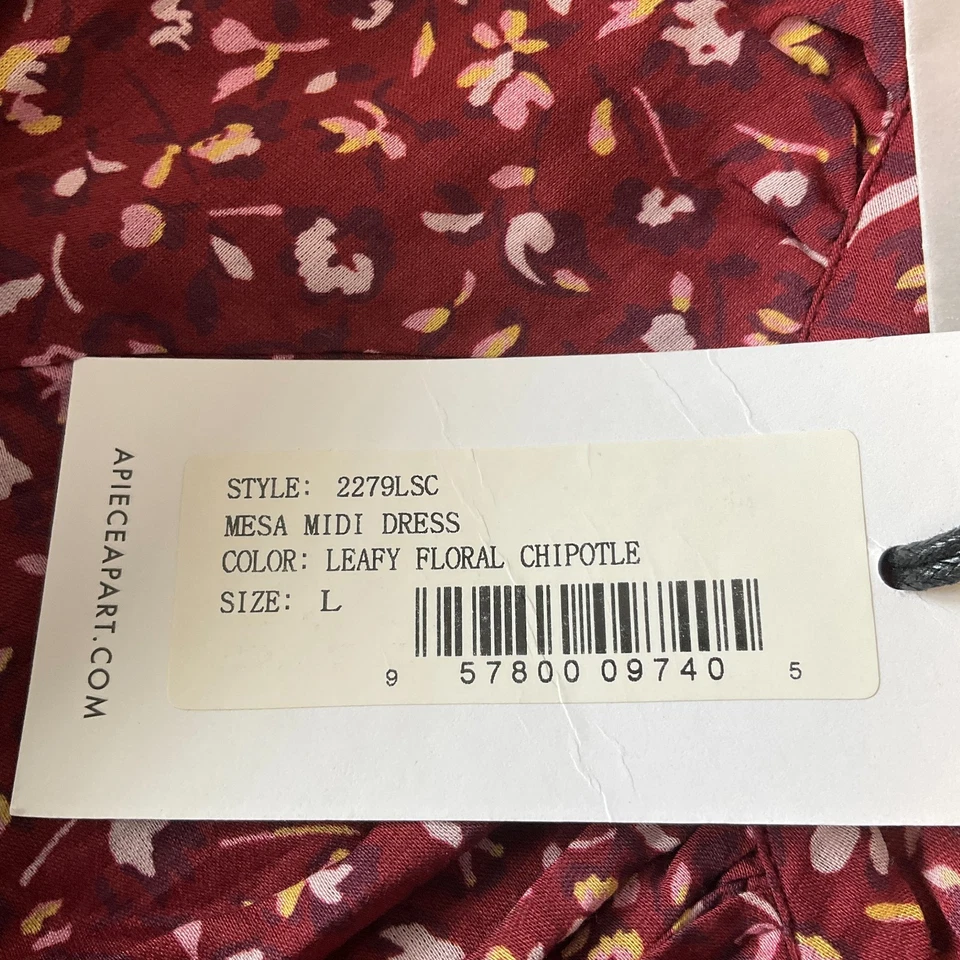 APIECEAPART.COM
STYLE: 2279LSC
MESA MIDI DRESS
COLOR: LEAFY FLORAL CHIPOTLE
SIZE: L
9 57800 09740 5